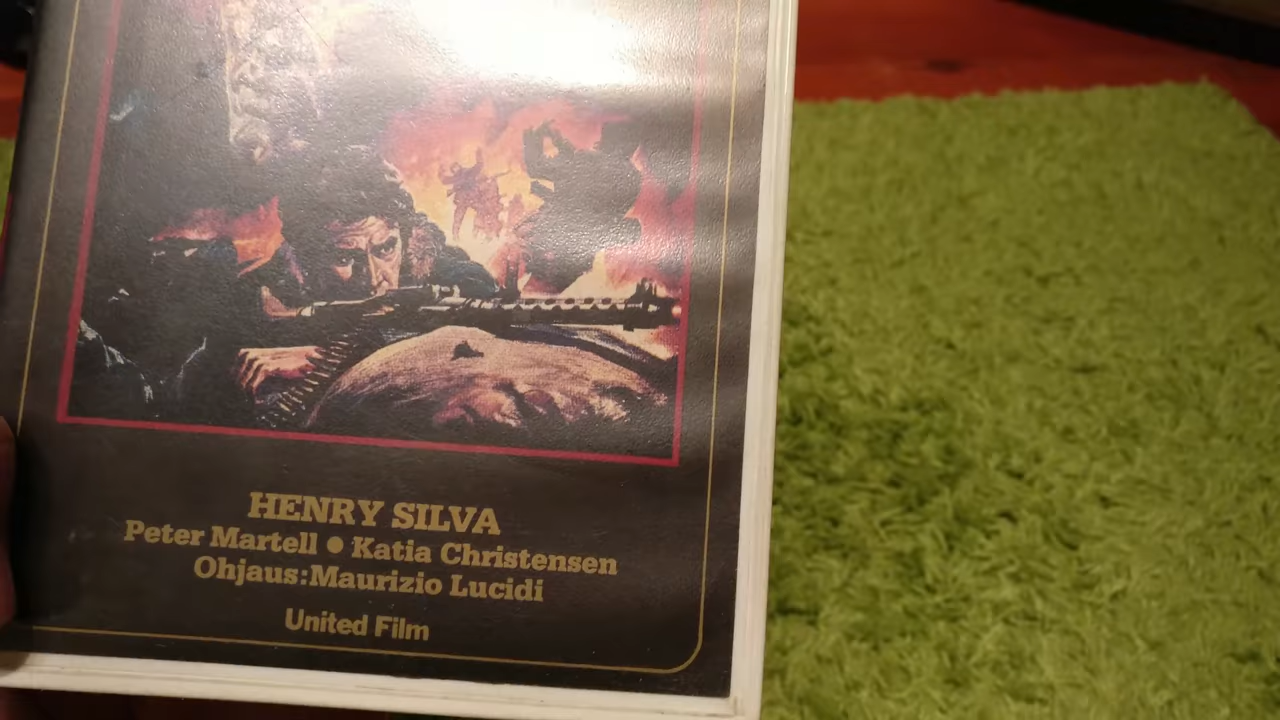 HENRY SILVA
Peter Martell ● Katia Christensen
Ohjaus:Maurizio Lucidi
United Film